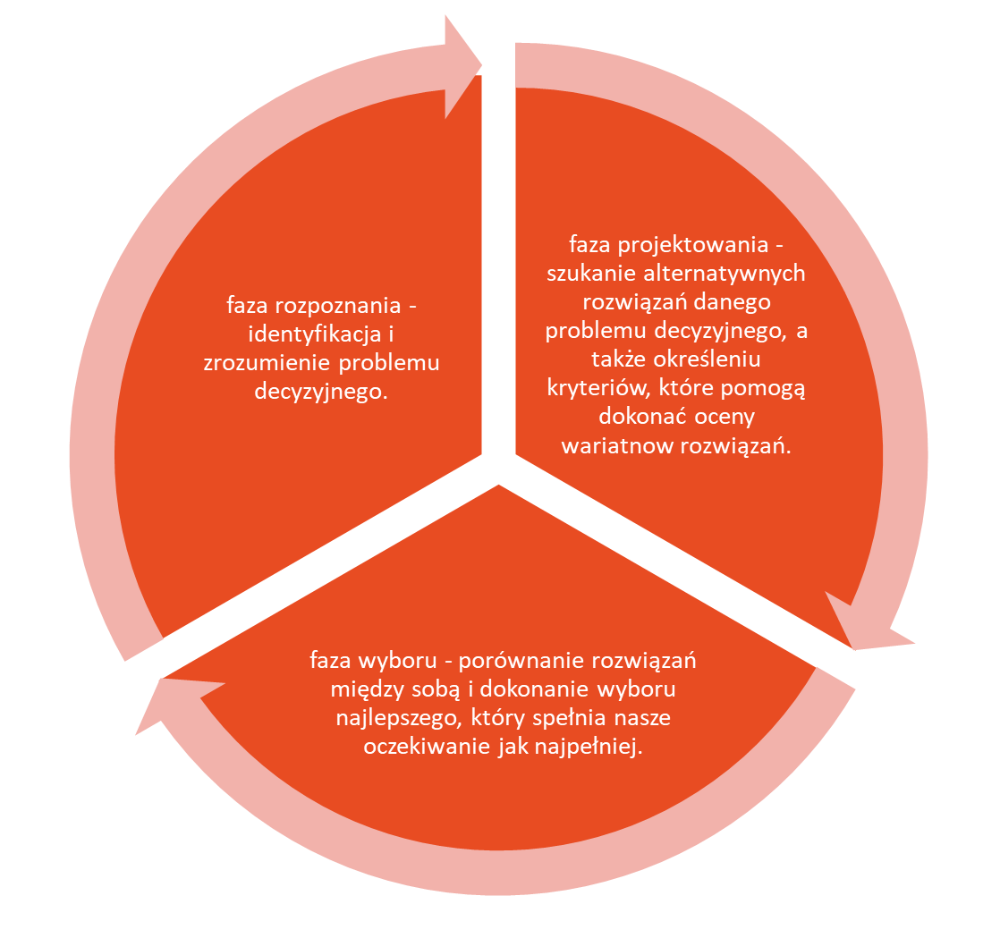 faza rozpoznania -
identyfikacja i
zrozumienie problemu
decyzyjnego.
faza projektowania -
szukanie alternatywnych
rozwiązań danego
problemu decyzyjnego, a
także określeniu
kryteriów, które pomogą
dokonać oceny
wariatnow rozwiązań.
faza wyboru - porównanie rozwiązań
między sobą i dokonanie wyboru
najlepszego, który spełnia nasze
oczekiwanie jak najpełniej.